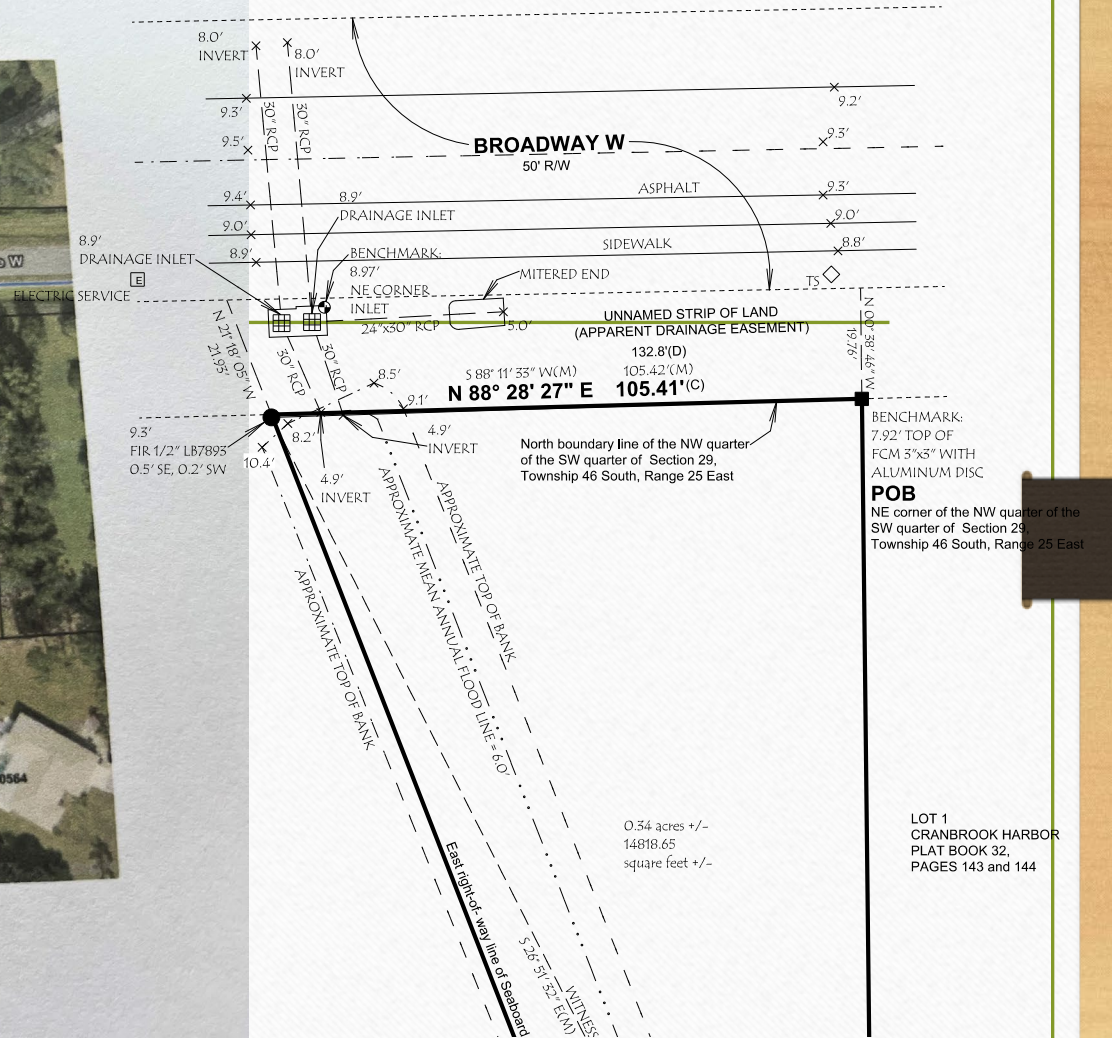 8.0'
INVERT
8.0'
INVERT
30" RCP
30" RCP
9.3'
9.2'
9.5'
BROADWAY W
50' R/W
9.3'
9.4'
8.9'
DRAINAGE INLET
ASPHALT
9.3'
9.0'
9.0'
8.9'
SIDEWALK
8.8'
8.9'
DRAINAGE INLET
BENCHMARK:
8.97'
NE CORNER
INLET
MITERED END
TS
W
E
ELECTRIC SERVICE
24"x30" RCP
5.0'
UNNAMED STRIP OF LAND
(APPARENT DRAINAGE EASEMENT)
132.8'(D)
105.42'(M)
S 88° 11' 33" W(M)
N 88° 28' 27" E 105.41'(C)
N 21° 18' 05" W
21.93'
30" RCP
30" RCP
8.5'
9.1'
N 00° 38' 46" W
19.76'
9.3'
FIR 1/2" LB7893
0.5' SE, 0.2' SW
8.2'
10.4'
4.9'
INVERT
4.9'
INVERT
North boundary line of the NW quarter
of the SW quarter of Section 29,
Township 46 South, Range 25 East
BENCHMARK:
7.92' TOP OF
FCM 3"x3" WITH
ALUMINUM DISC
POB
NE corner of the NW quarter of the
SW quarter of Section 29,
Township 46 South, Range 25 East
APPROXIMATE TOP OF BANK
APPROXIMATE MEAN ANNUAL FLOOD LINE = 6.0'
APPROXIMATE TOP OF BANK
0564
0.34 acres +/-
14818.65
square feet +/-
LOT 1
CRANBROOK HARBOR
PLAT BOOK 32,
PAGES 143 and 144
East right-of- way line of Seaboard
S 26° 51' 32" E(M)
WITNESS